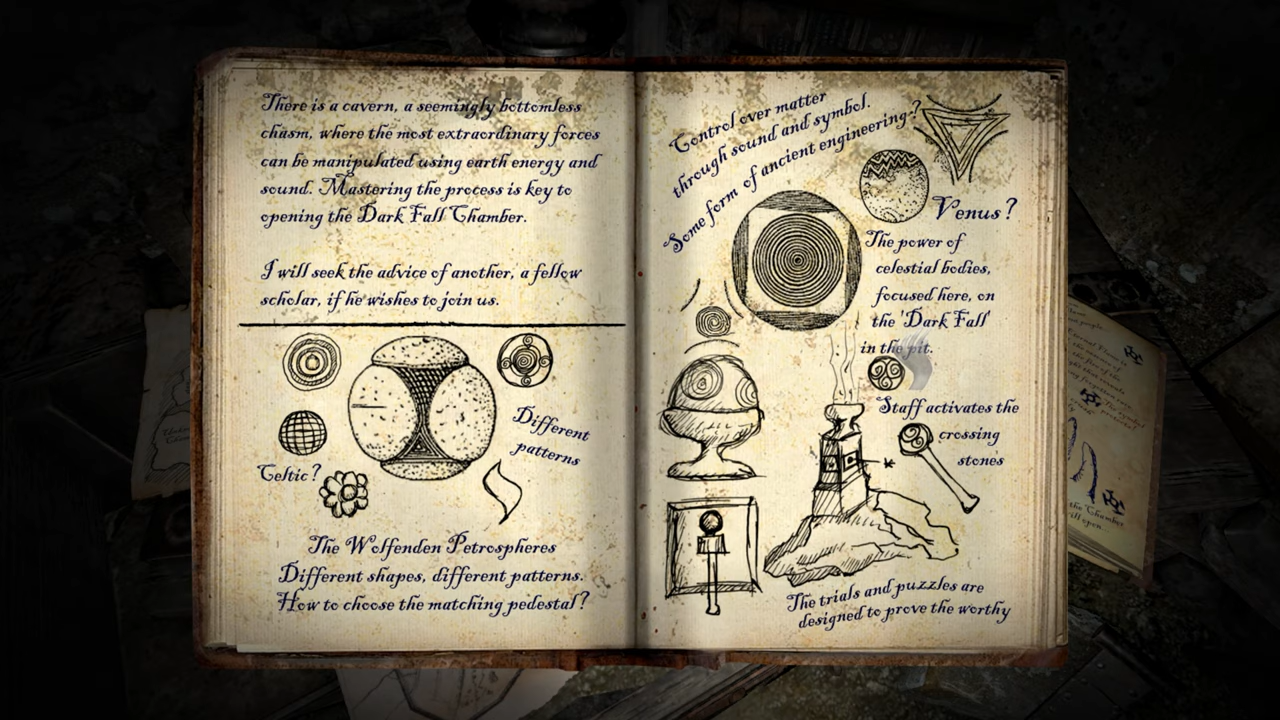 There is a cavern, a seemingly bottomless
chasm, where the most extraordinary forces
can be manipulated using earth energy and
sound. Mastering the process is key to
opening the Dark Fall Chamber.
I will seek the advice of another, a fellow
scholar, if he wishes to join us.
Different
patterns
Celtic?
The Wolfenden Petrospheres
Different shapes, different patterns.
How to choose the matching pedestal?
Control over matter
through sound and symbol.
Some form of ancient engineering?
Venus?
The power of
celestial bodies,
focused here, on
the 'Dark Fall'
in the pit.
Staff activates the
crossing
stones
The trials and puzzles are
designed to prove the worthy
the Chamber
will open...